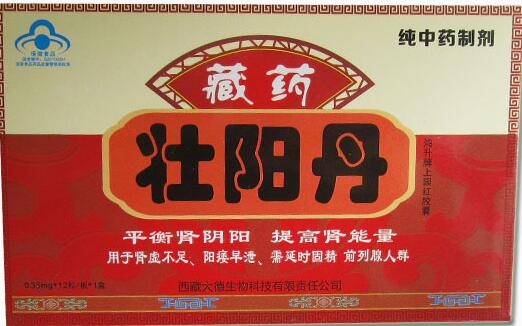 保健食品
纯中药制剂
藏药
壮阳丹
鸿升牌上跟红胶囊
平衡肾阴阳 提高肾能量
用于肾虚不足、阳痿早泄、需延时固精 前列腺人群
0.35mg*12粒/板*1盒
西藏大德生物科技有限责任公司